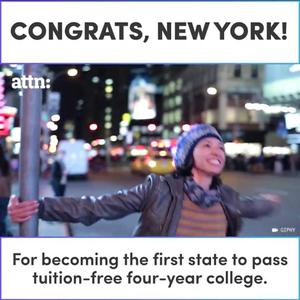 CONGRATS, NEW YORK!
attn:
GIPHY
For becoming the first state to pass
tuition-free four-year college.